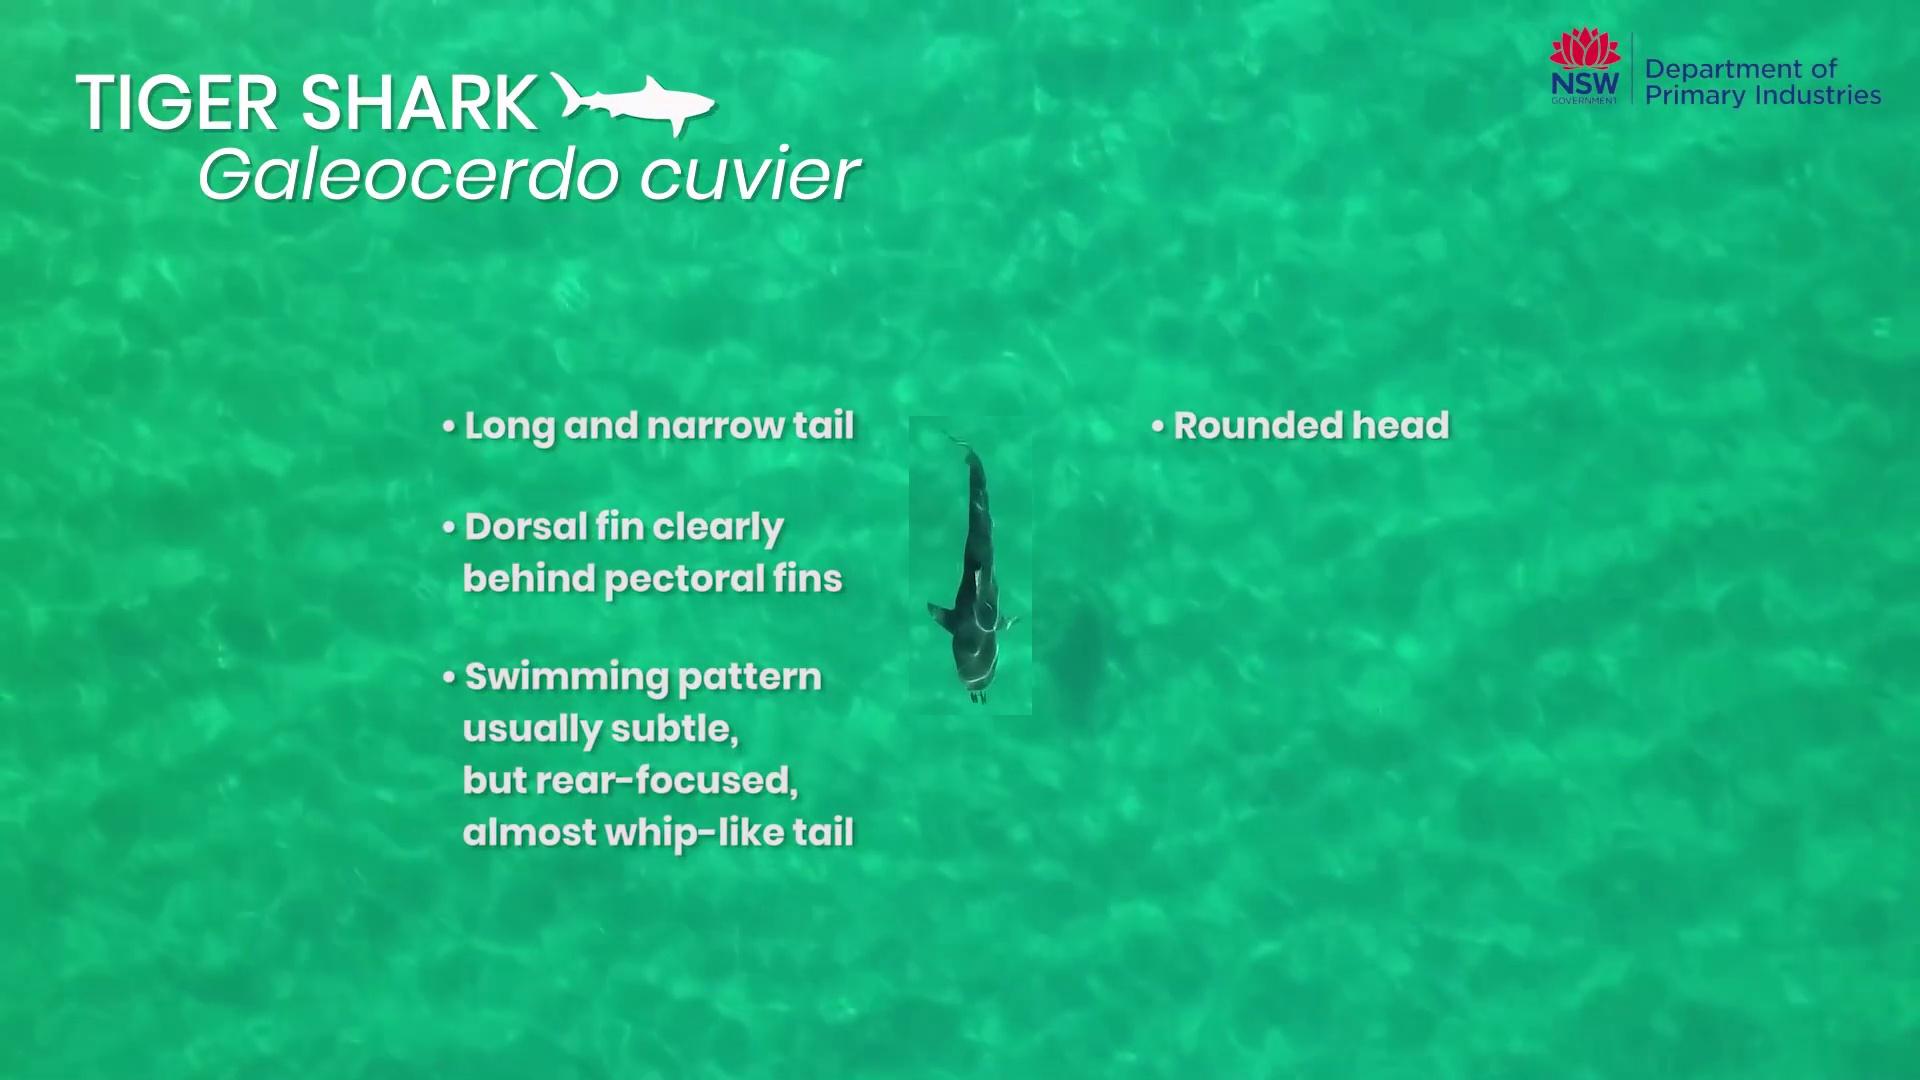 TIGER SHARK
Galeocerdo cuvier
NSW
GOVERNMENT
Department of
Primary Industries
• Long and narrow tail
• Dorsal fin clearly
behind pectoral fins
• Swimming pattern
usually subtle,
but rear-focused,
almost whip-like tail
• Rounded head